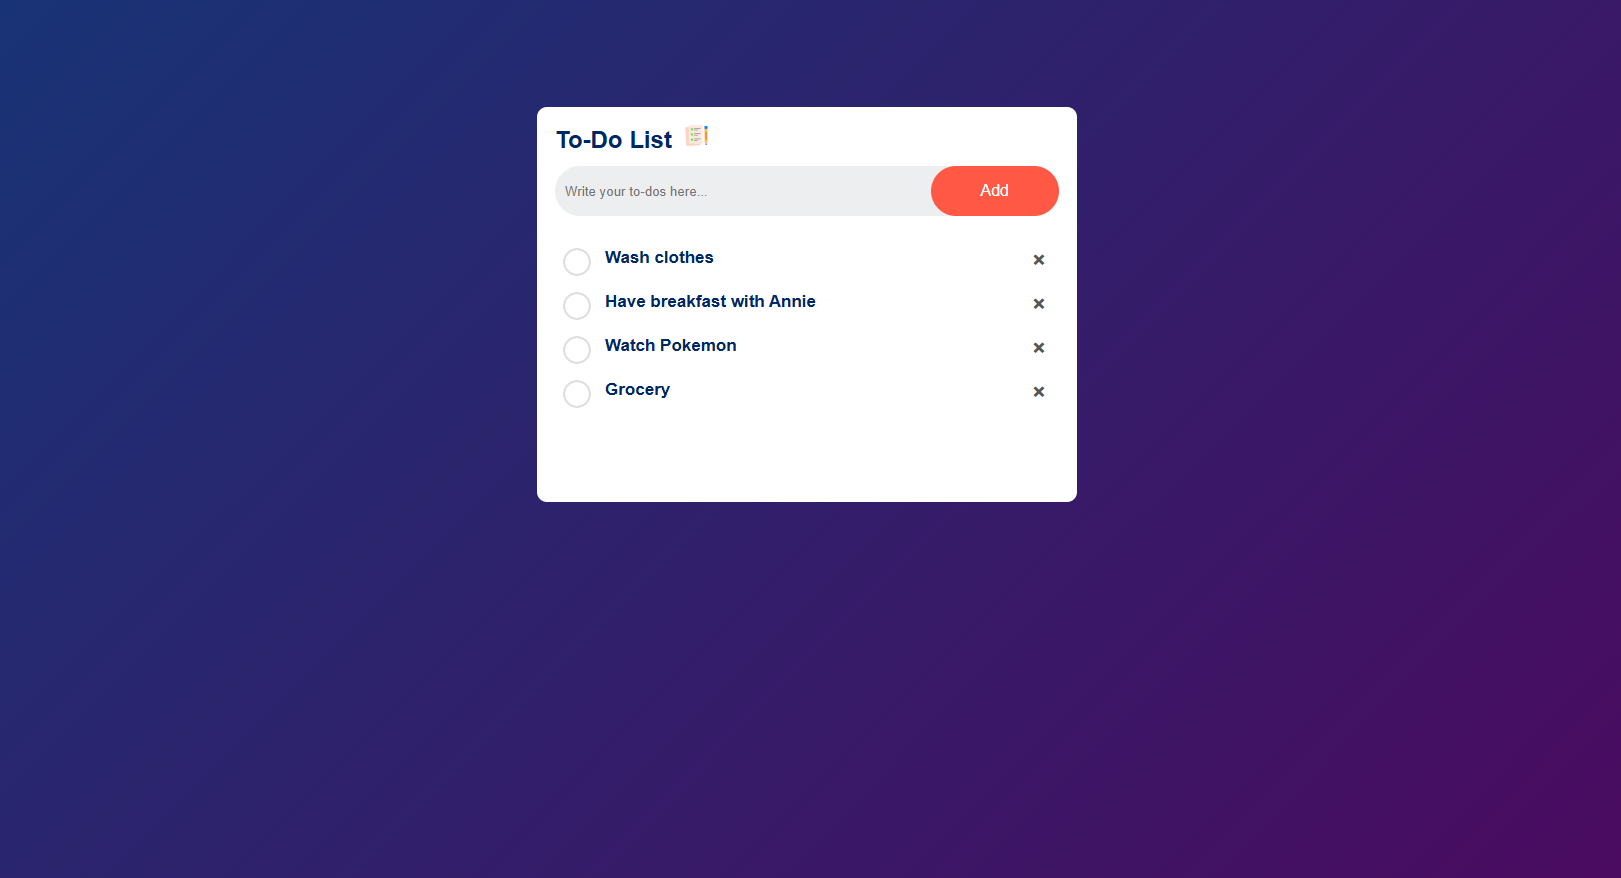 To-Do List
Write your to-dos here...
Add
Wash clothes
Have breakfast with Annie
Watch Pokemon
Grocery